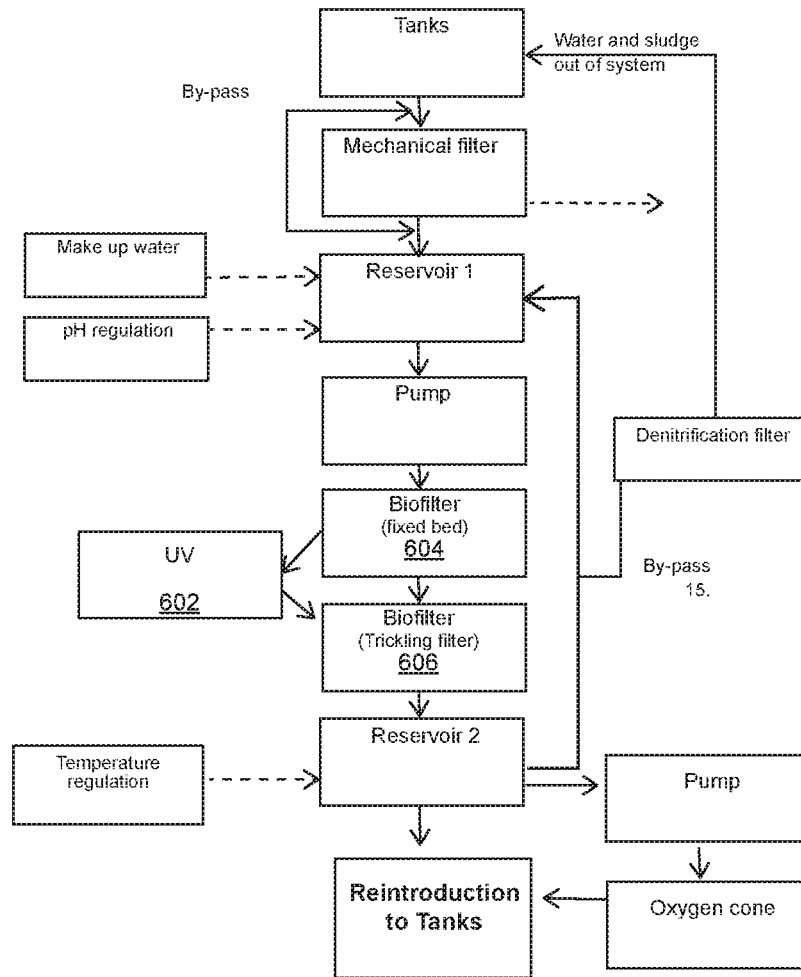 Tanks
Water and sludge
out of system
By-pass
Mechanical filter
Make up water
Reservoir 1
pH regulation
Pump
Denitrification filter
Biofilter
(fixed bed)
604
UV
602
By-pass
15.
Biofilter
(Trickling filter)
606
Reservoir 2
Temperature
regulation
Pump
Reintroduction
to Tanks
Oxygen cone